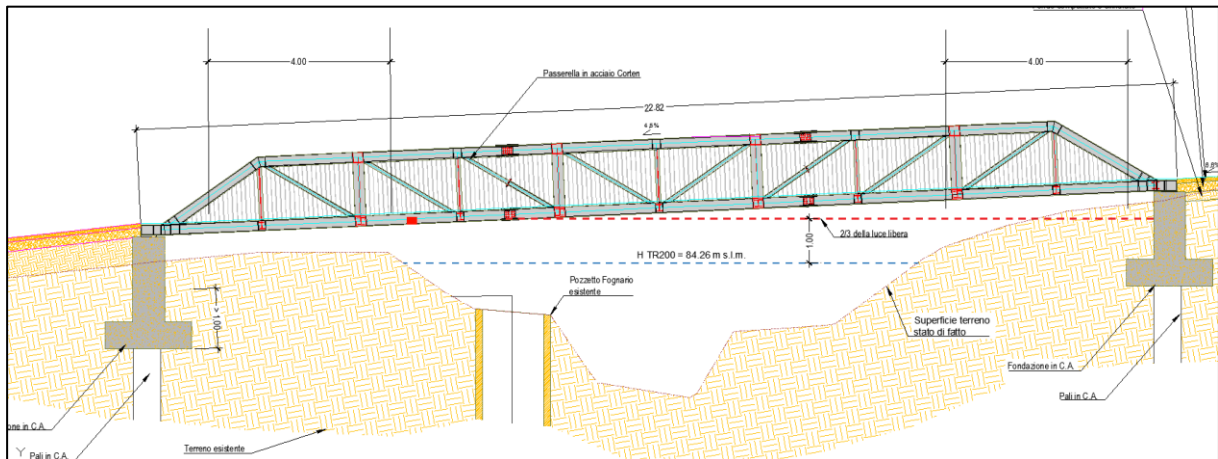 4.00
4.00
Passerella in acciaio Corten
22.82
4.8%
8.8%
2/3 della luce libera
1.00
H TR200 = 84.26 m s.l.m.
Pozzetto Fognario
esistente
> 1.00
Superficie terreno
stato di fatto
Fondazione in C.A.
Pali in C.A.
one in C.A.
Terreno esistente
Y
Pali in C.A.